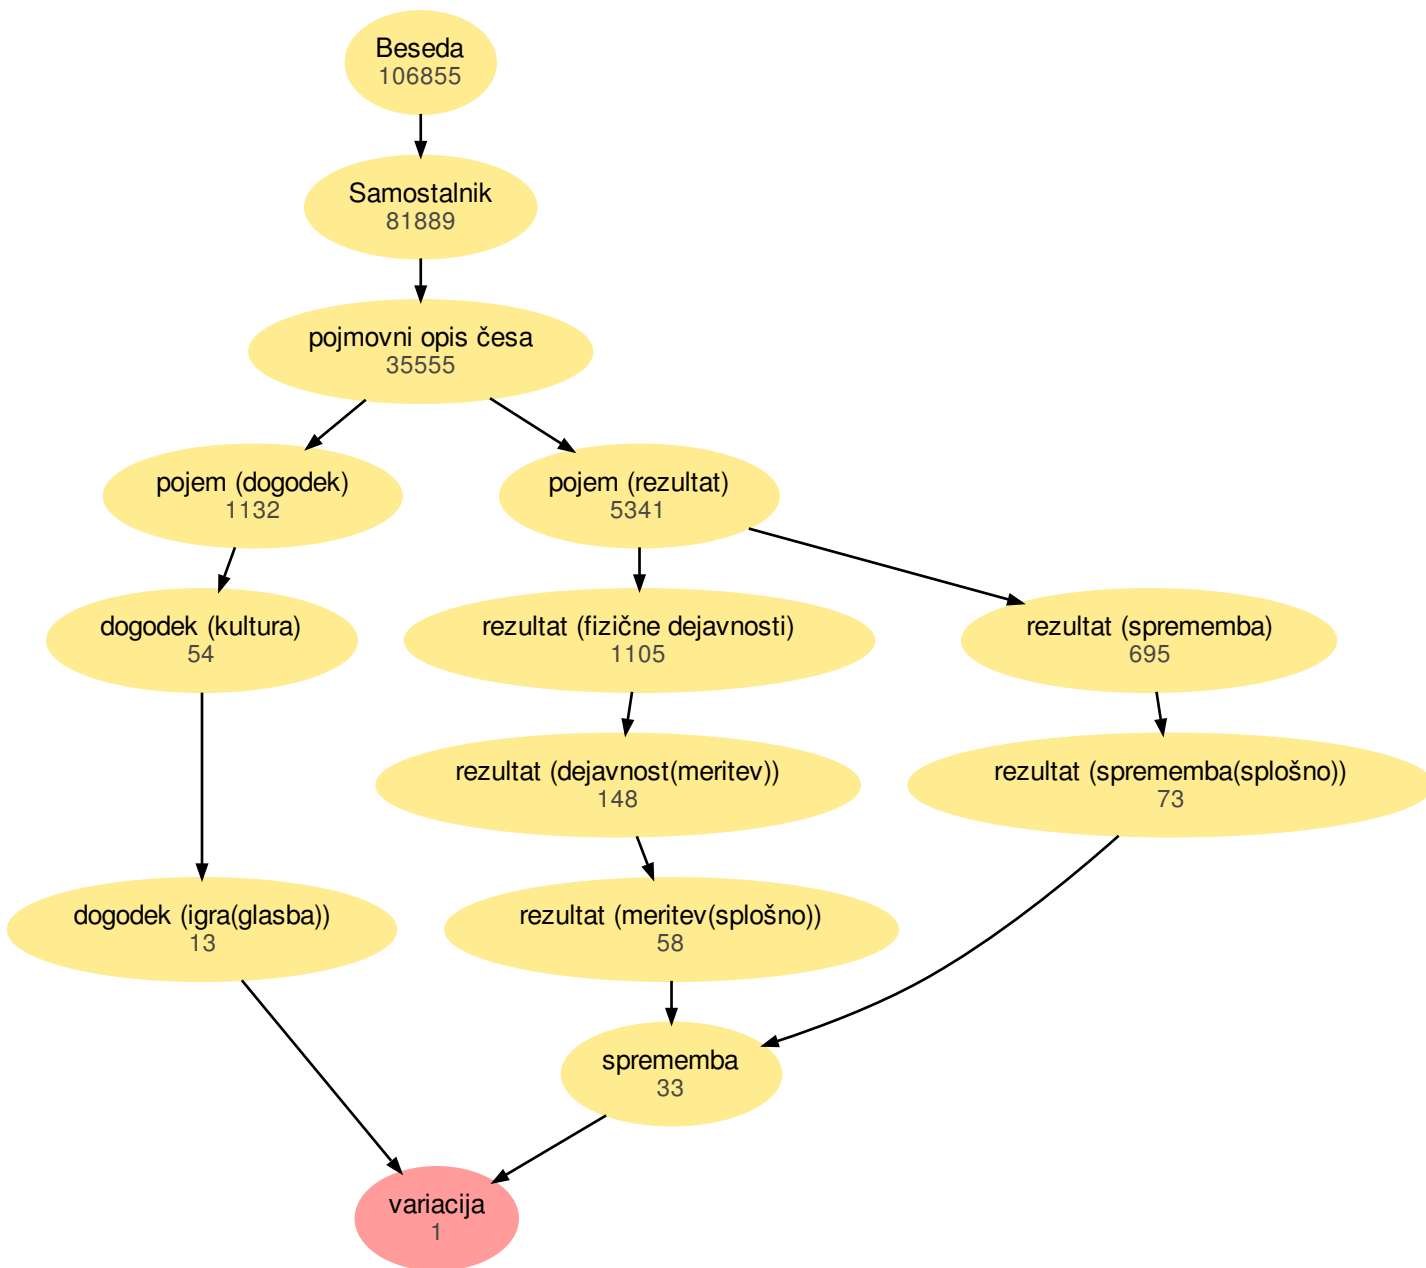 Beseda
106855
Samostalnik
81889
pojmovni opis česa
35555
pojem (dogodek)
1132
pojem (rezultat)
5341
dogodek (kultura)
54
rezultat (fizične dejavnosti)
1105
rezultat (sprememba)
695
rezultat (dejavnost(meritev))
148
rezultat (sprememba(splošno))
73
dogodek (igra(glasba))
13
rezultat (meritev(splošno))
58
sprememba
33
variacija
1